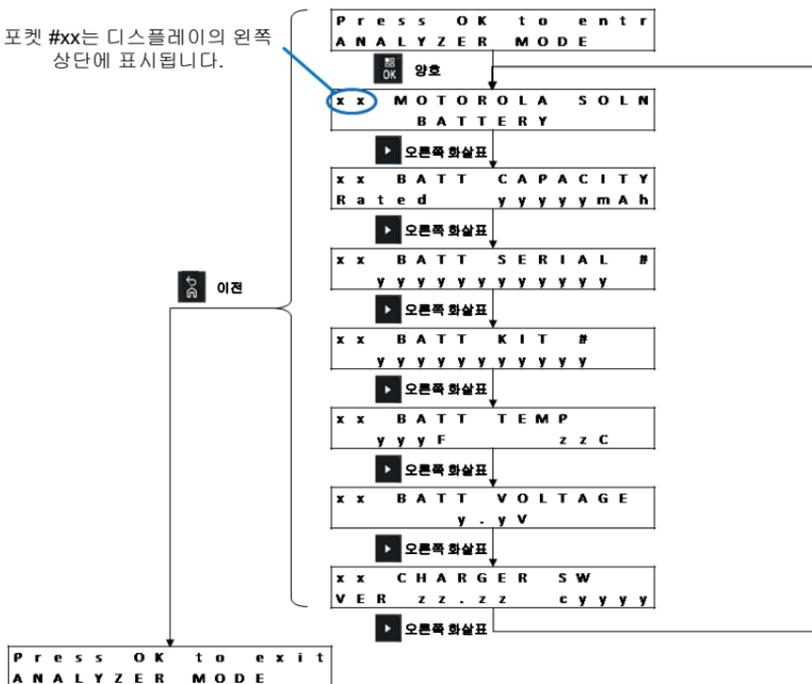 포켓 #xx는 디스플레이의 왼쪽
상단에 표시됩니다.
Press OK to entr
ANALYZER MODE
OK 양호
xx MOTOROLA SOLN
BATTERY
오른쪽 화살표
xx BATT CAPACITY
Rated yyyyymAh
오른쪽 화살표
xx BATT SERIAL #
yyyyyyyyyyyy
오른쪽 화살표
이전
xx BATT KIT #
yyyyyyyyyyy
오른쪽 화살표
xx BATT TEMP
yyyF zzC
오른쪽 화살표
xx BATT VOLTAGE
y.yV
오른쪽 화살표
xx CHARGER SW
VER zz.zz cyyyy
오른쪽 화살표
Press OK to exit
ANALYZER MODE